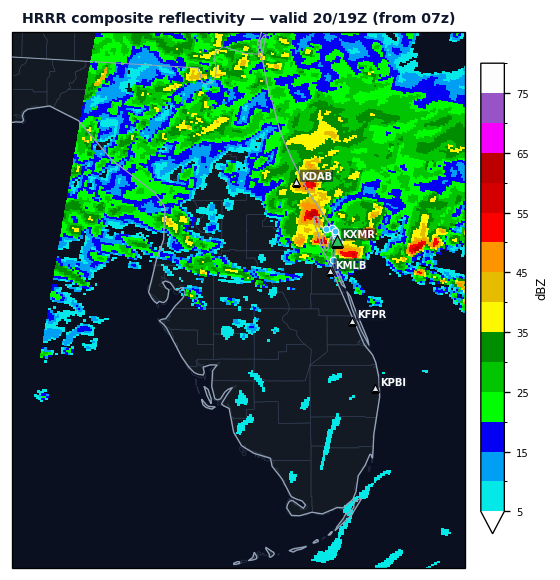 HRRR composite reflectivity — valid 20/19Z (from 07z)
KDAB
KXMR
KMLB
KFPR
KPBI
75
65
55
45
35
25
15
5
dBZ